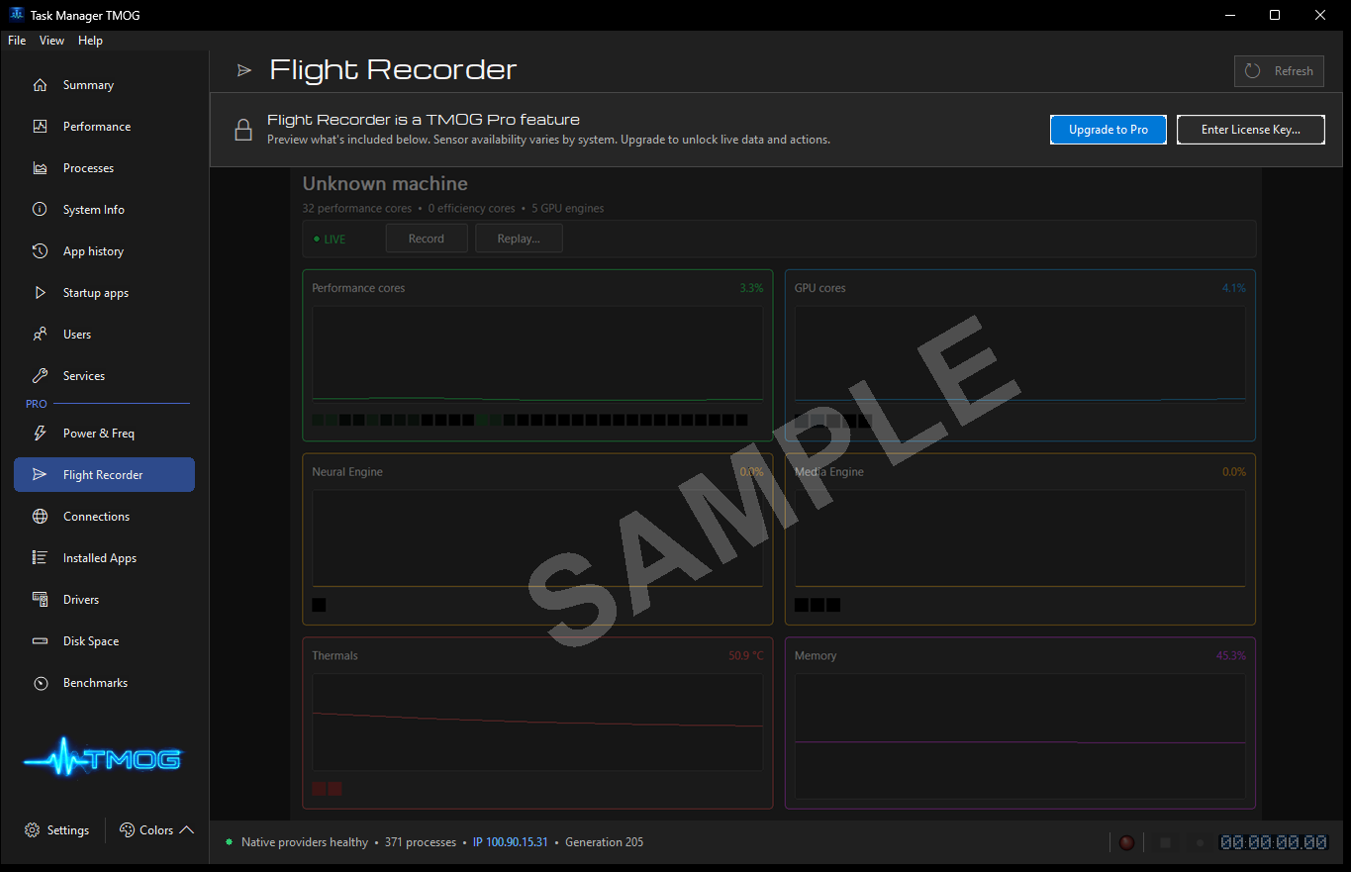 Task Manager TMOG
File View Help
Summary
Performance
Processes
System Info
App history
Startup apps
Users
Services
PRO
Power & Freq
Flight Recorder
Connections
Installed Apps
Drivers
Disk Space
Benchmarks
TMOG
Settings
Colors
Flight Recorder
Refresh
Flight Recorder is a TMOG Pro feature
Preview what's included below. Sensor availability varies by system. Upgrade to unlock live data and actions.
Upgrade to Pro
Enter License Key...
Unknown machine
32 performance cores • 0 efficiency cores • 5 GPU engines
LIVE
Record
Replay...
Performance cores 3.3%
GPU cores 4.1%
Neural Engine 0.0%
Media Engine 0.0%
Thermals 50.9 °C
Memory 45.3%
SAMPLE
Native providers healthy • 371 processes • IP 100.90.15.31 • Generation 205
00:00:00.00